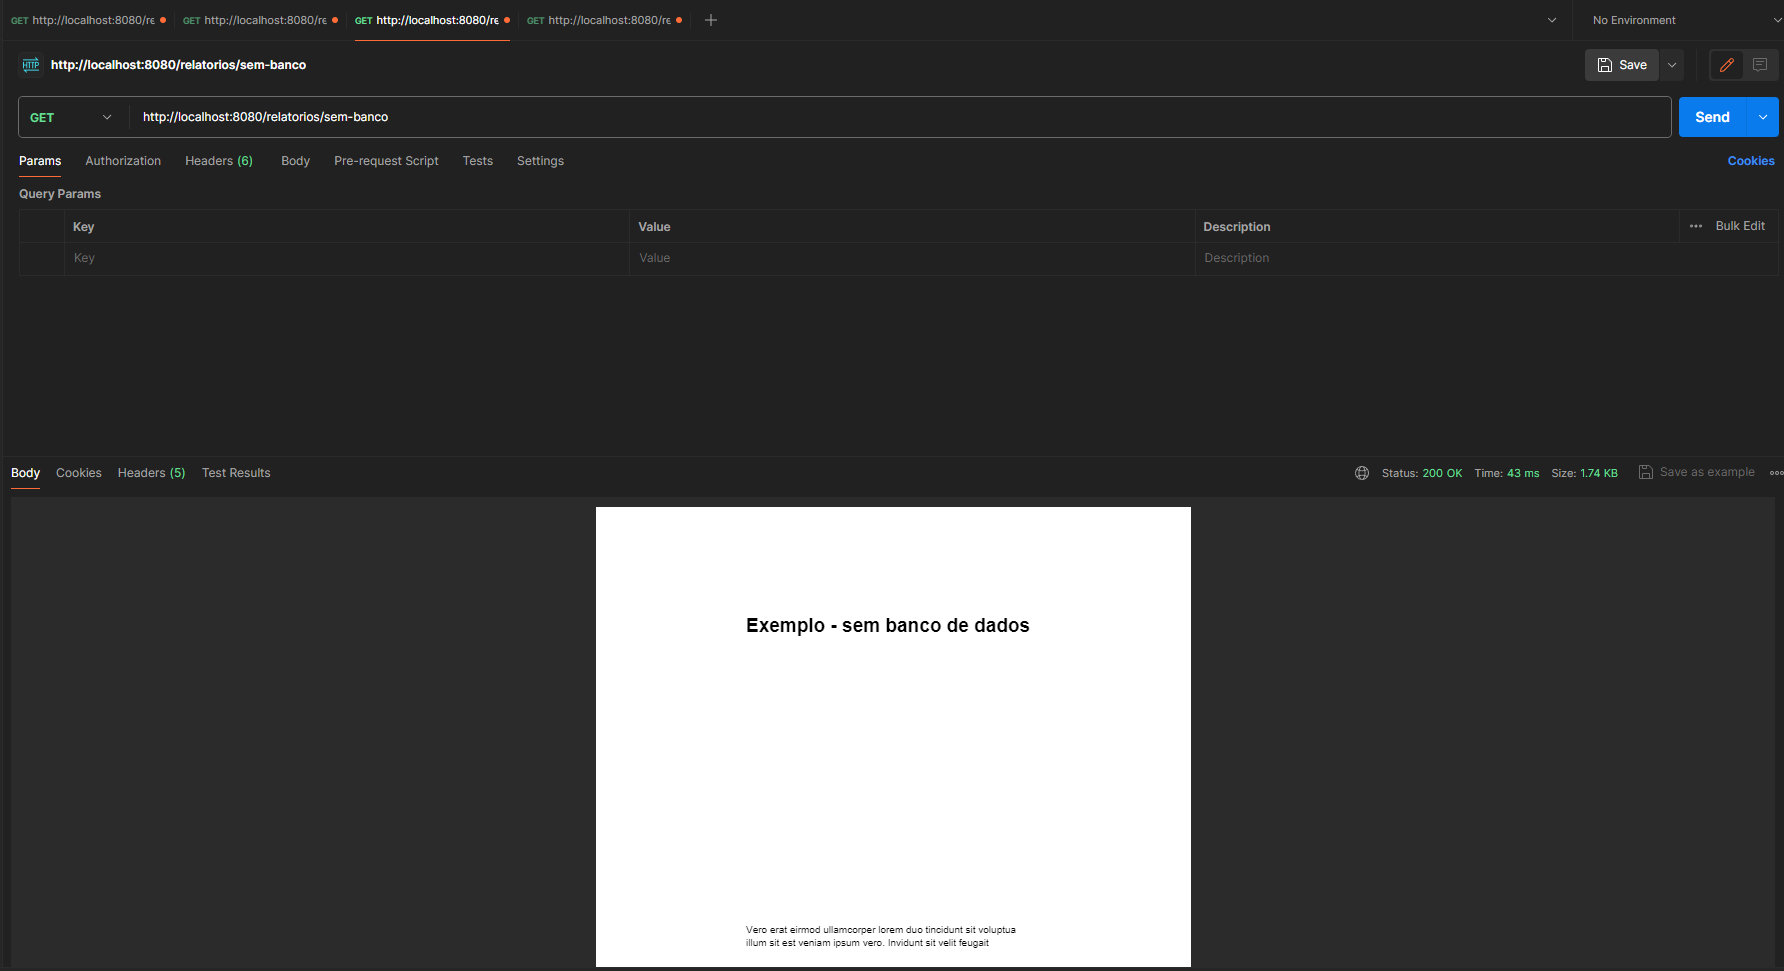 GET http://localhost:8080/re GET http://localhost:8080/re GET http://localhost:8080/re GET http://localhost:8080/re No Environment
HTTP http://localhost:8080/relatorios/sem-banco Save
GET http://localhost:8080/relatorios/sem-banco Send
Params Authorization Headers (6) Body Pre-request Script Tests Settings Cookies
Query Params
Key Value Description Bulk Edit
Key Value Description
Body Cookies Headers (5) Test Results Status: 200 OK Time: 43 ms Size: 1.74 KB Save as example
Exemplo - sem banco de dados
Vero erat eirmod ullamcorper lorem duo tincidunt sit voluptua
illum sit est veniam ipsum vero. Invidunt sit velit feugait